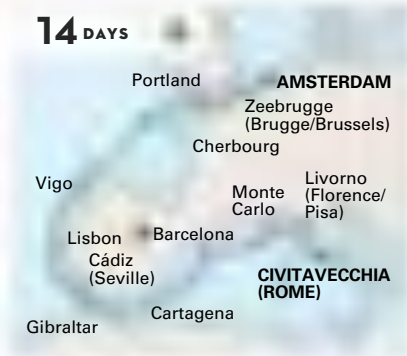 14 DAYS
Portland
AMSTERDAM
Zeebrugge
(Brugge/Brussels)
Cherbourg
Vigo
Monte
Carlo
Livorno
(Florence/
Pisa)
Lisbon
Barcelona
Cádiz
(Seville)
CIVITAVECCHIA
(ROME)
Cartagena
Gibraltar